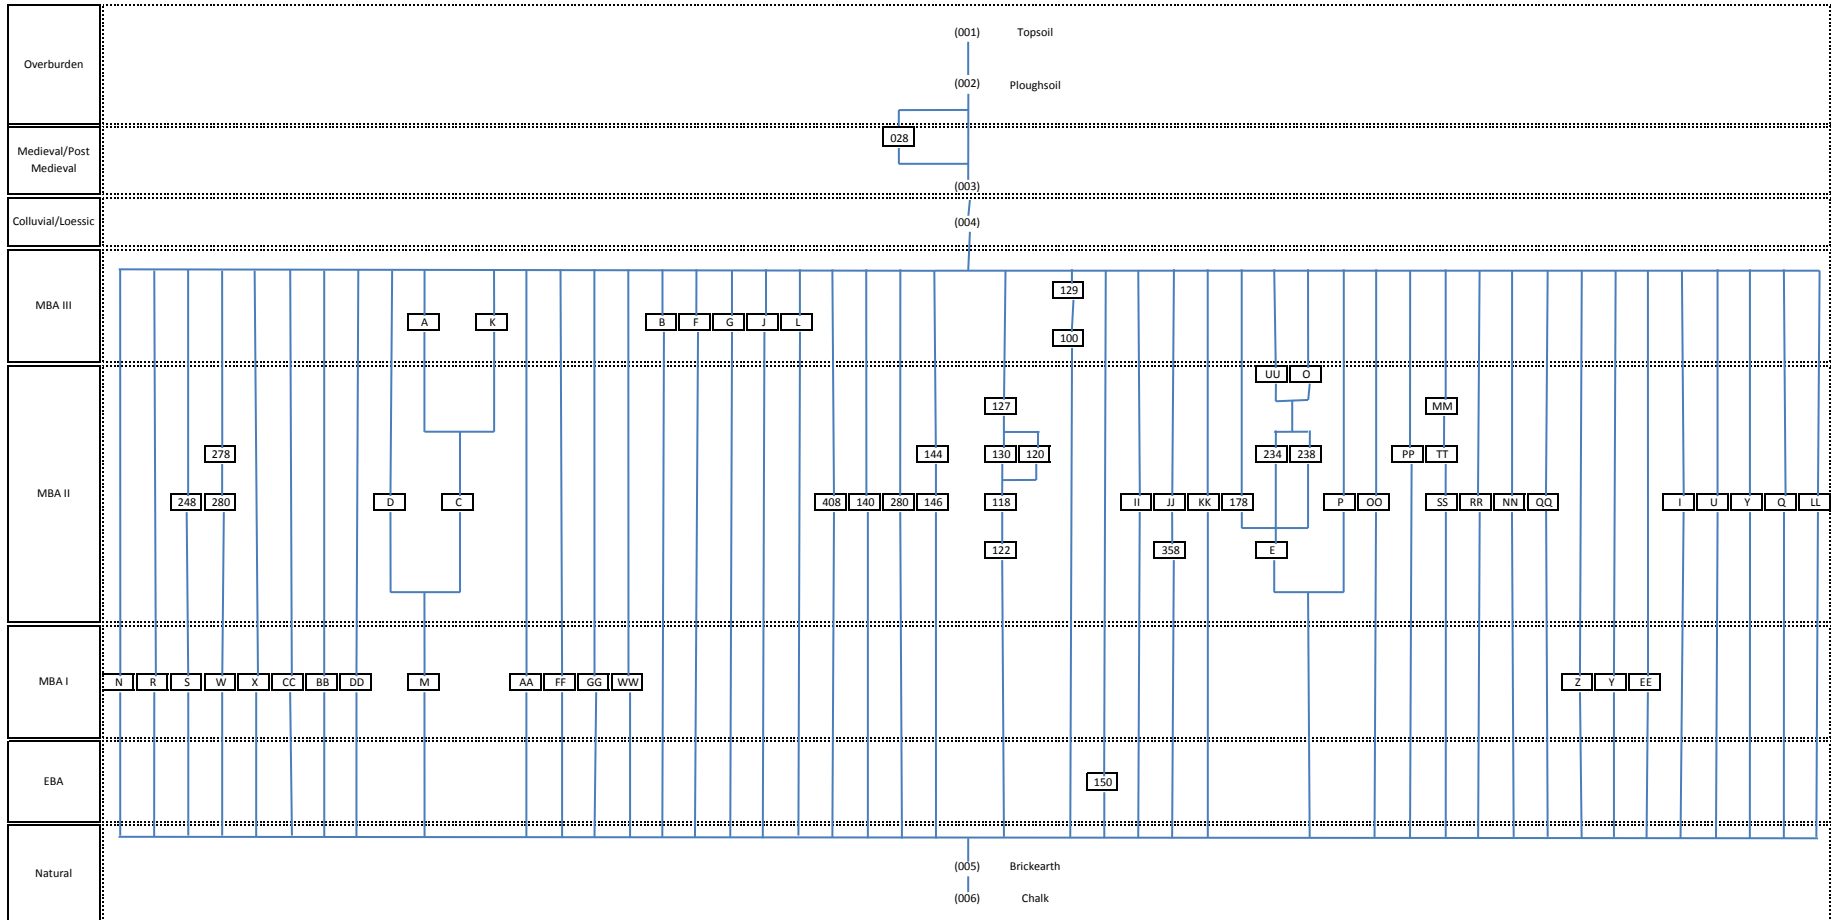 (001) Topsoil
Overburden
(002) Ploughsoil
028
Medieval/Post
Medieval
(003)
Colluvial/Loessic
(004)
129
MBA III
A K B F G J L
100
UU O
127 MM
278 144 130 120 234 238 PP TT
MBA II
248 280 D C 408 140 280 146 118 II JJ KK 178 P OO SS RR NN QQ I U Y Q LL
122 358 E
MBA I N R S W X CC BB DD M AA FF GG WW Z Y EE
EBA 150
(005) Brickearth
Natural
(006) Chalk